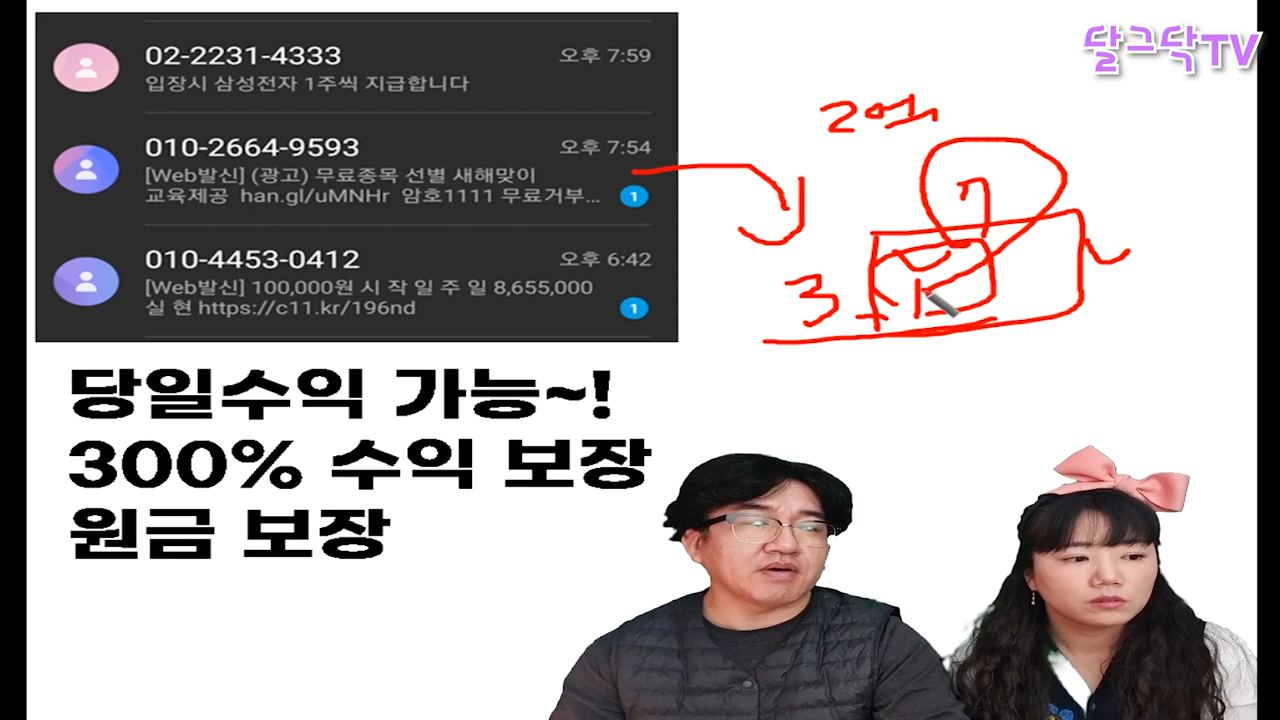 달그닥TV
02-2231-4333 오후 7:59
입장시 삼성전자 1주씩 지급합니다
010-2664-9593 오후 7:54
[Web발신] (광고) 무료종목 선별 새해맞이
교육제공 han.gl/uMNHr 암호1111 무료거부... 1
010-4453-0412 오후 6:42
[Web발신] 100,000원 시 작 일 주 일 8,655,000
실 현 https://c11.kr/196nd 1
2억
3
당일수익 가능~!
300% 수익 보장
원금 보장